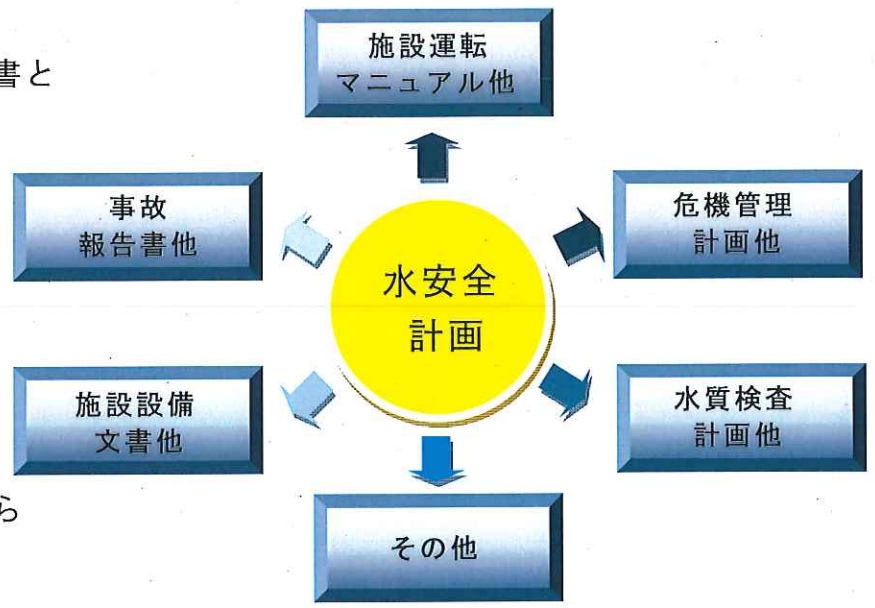 書と
施設運転
マニュアル他
事故
報告書他
危機管理
計画他
水安全
計画
施設設備
文書他
水質検査
計画他
ら
その他